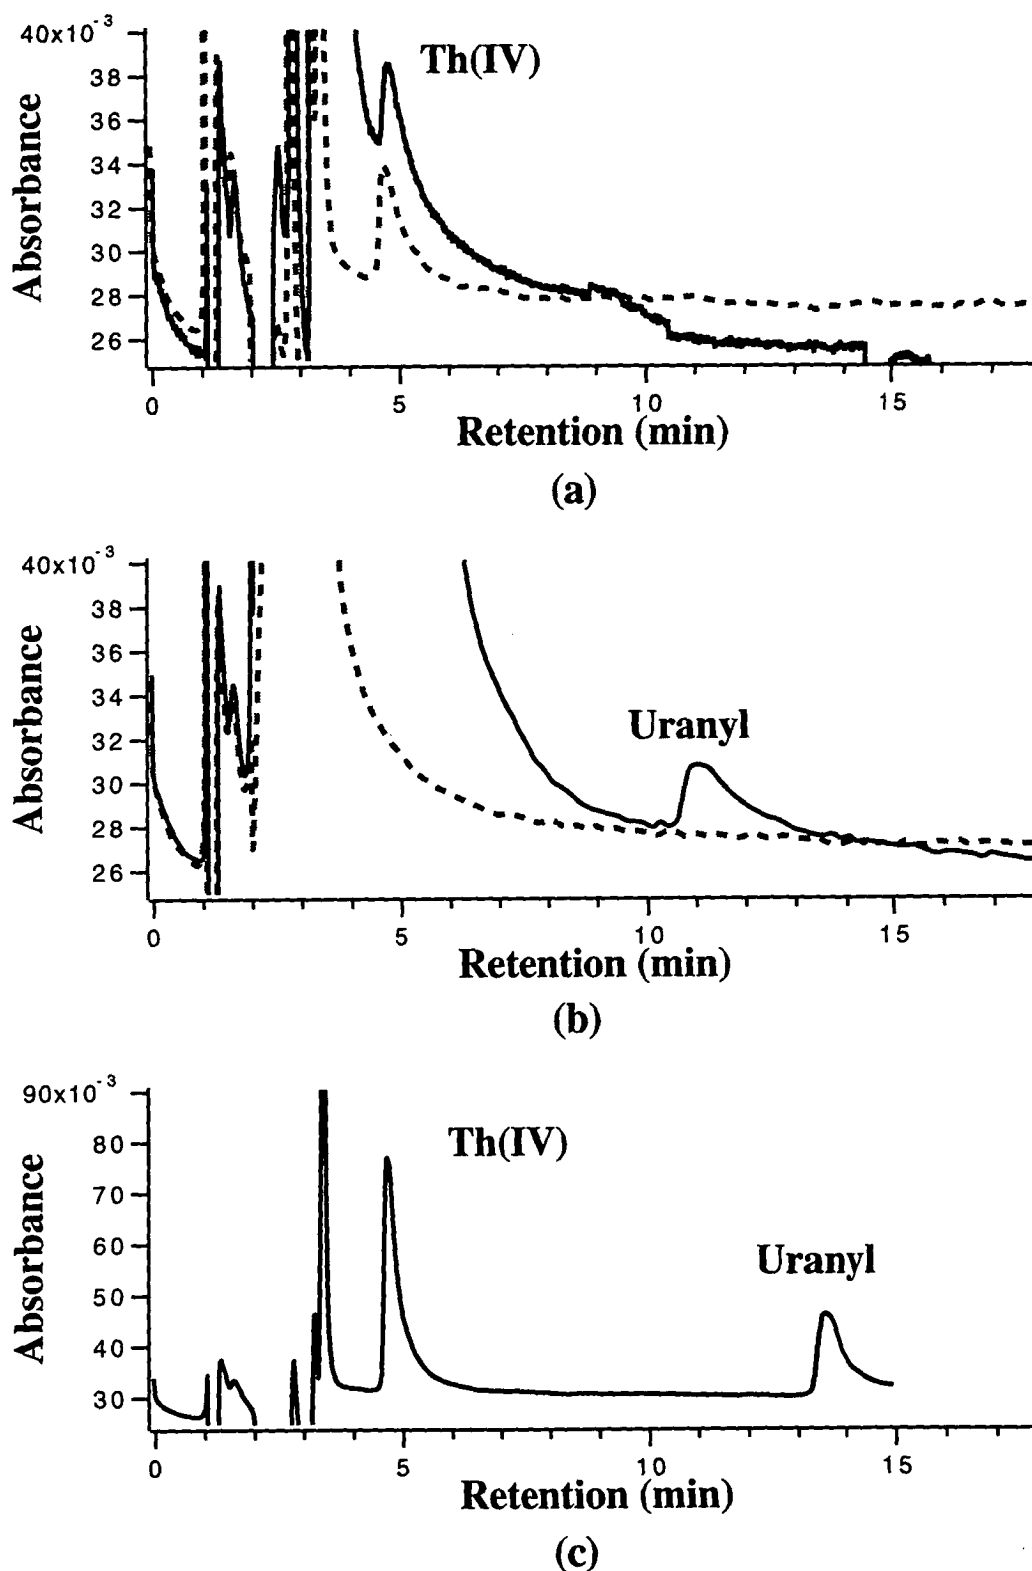 40x10⁻³
38
36
34
32
30
28
26
Absorbance
Th(IV)
0 5 10 15
Retention (min)
(a)
40x10⁻³
38
36
34
32
30
28
26
Absorbance
Uranyl
0 5 10 15
Retention (min)
(b)
90x10⁻³
80
70
60
50
40
30
Absorbance
Th(IV)
Uranyl
0 5 10 15
Retention (min)
(c)